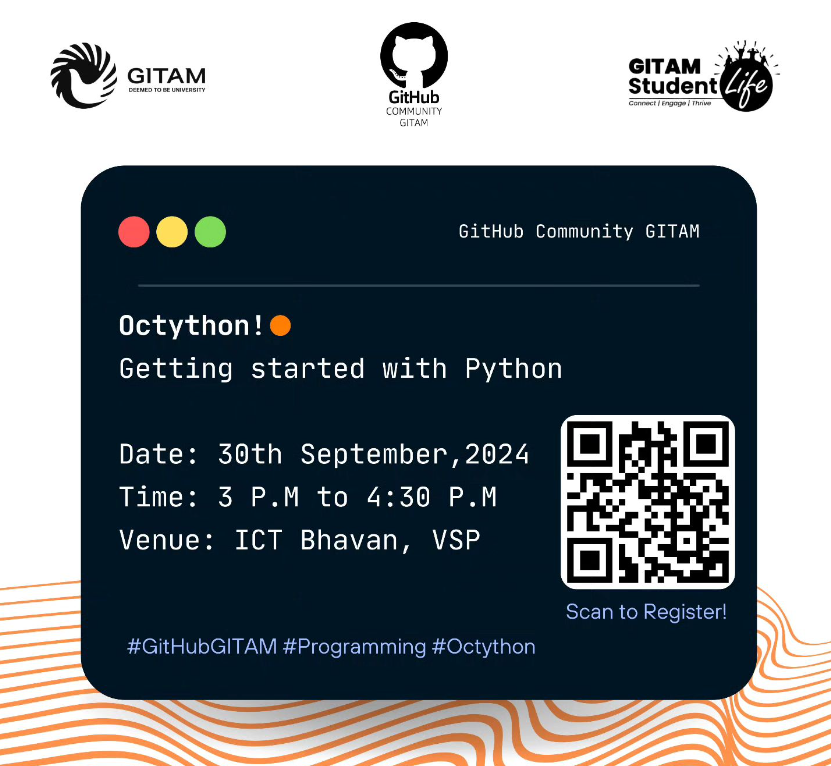 GITAM
DEEMED TO BE UNIVERSITY
GitHub
COMMUNITY
GITAM
GITAM
Student Life
Connect | Engage | Thrive
GitHub Community GITAM
Octython!
Getting started with Python
Date: 30th September,2024
Time: 3 P.M to 4:30 P.M
Venue: ICT Bhavan, VSP
Scan to Register!
#GitHubGITAM #Programming #Octython